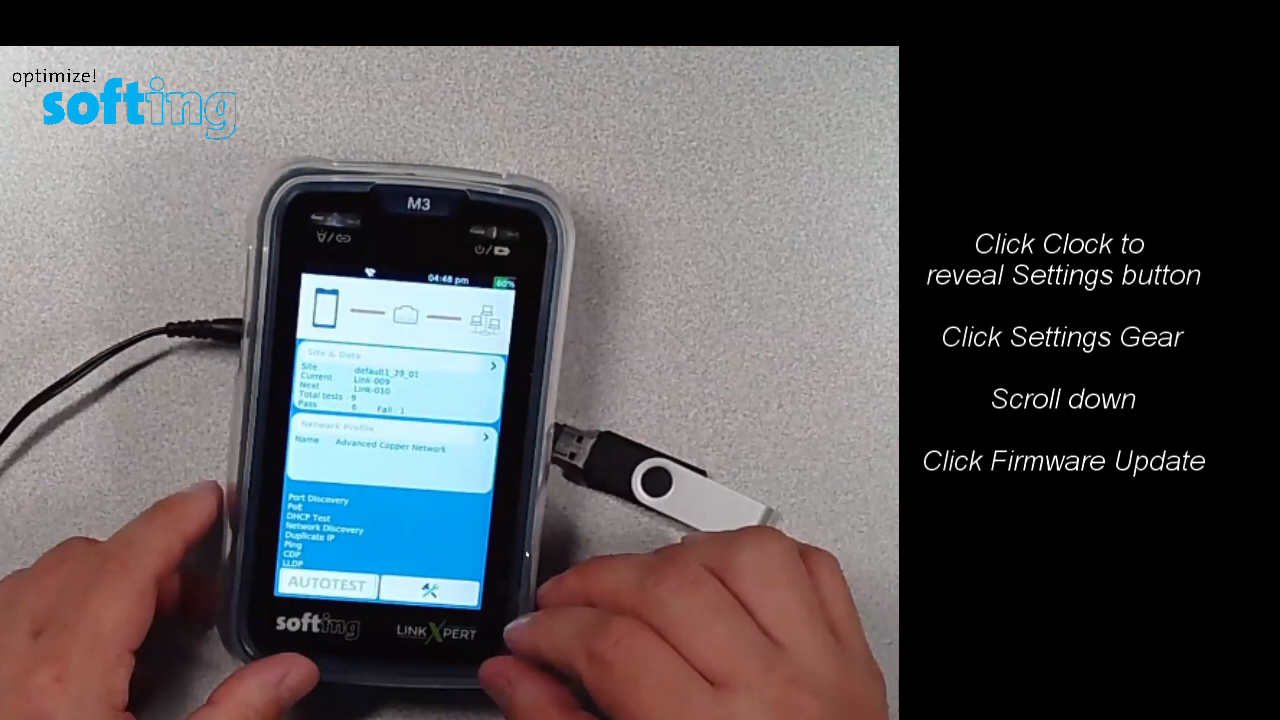 optimize!
softing
M3
04:48 pm
60%
Site & Data
Site default1_29_01
Current Link-009
Next Link-010
Total tests : 9
Pass 6 Fail : 1
Network Profile
Name Advanced Copper Network
Port Discovery
PoE
DHCP Test
Network Discovery
Duplicate IP
Ping
CDP
LLDP
AUTOTEST
softing
LINKXPERT
Click Clock to
reveal Settings button
Click Settings Gear
Scroll down
Click Firmware Update